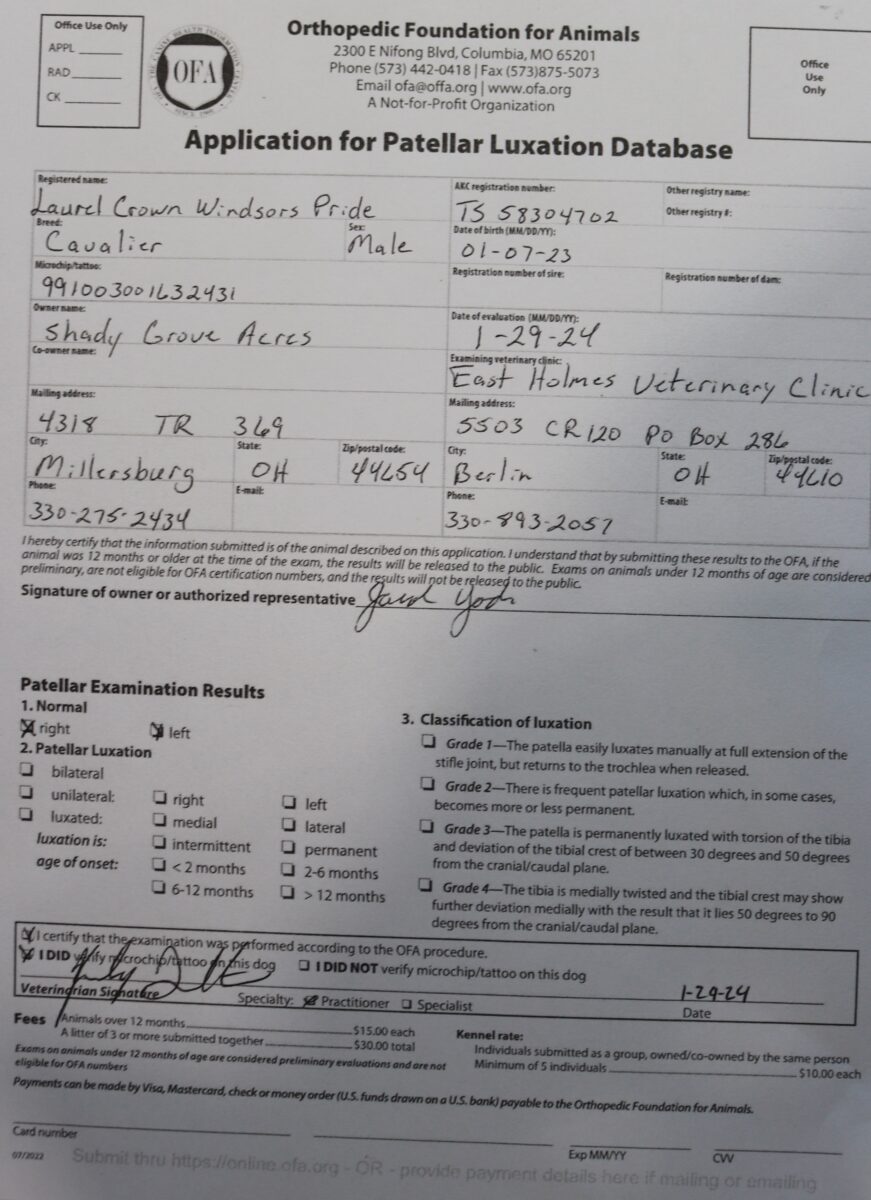 Office Use Only
APPL
RAD
CK
OFA
Orthopedic Foundation for Animals
2300 E Nifong Blvd, Columbia, MO 65201
Phone (573) 442-0418 | Fax (573)875-5073
Email ofa@offa.org | www.ofa.org
A Not-for-Profit Organization
Office
Use
Only
Application for Patellar Luxation Database
Registered name:
Laurel Crown Windsors Pride
AKC registration number:
TS 58304702
Other registry name:
Other registry #:
Breed:
Cavalier
Sex:
Male
Date of birth (MM/DD/YY):
01-07-23
Microchip/tattoo:
991003001632431
Registration number of sire:
Registration number of dam:
Owner name:
Shady Grove Acres
Date of evaluation (MM/DD/YY):
1-29-24
Co-owner name:
Examining veterinary clinic:
East Holmes Veterinary Clinic
Mailing address:
4318 TR 369
Mailing address:
5503 CR 120 PO Box 286
City:
Millersburg
State:
OH
Zip/postal code:
44654
City:
Berlin
State:
OH
Zip/postal code:
44610
Phone:
330-275-2434
E-mail:
Phone:
330-893-2057
E-mail:
I hereby certify that the information submitted is of the animal described on this application. I understand that by submitting these results to the OFA, if the
animal was 12 months or older at the time of the exam, the results will be released to the public. Exams on animals under 12 months of age are considered
preliminary, are not eligible for OFA certification numbers, and the results will not be released to the public.
Signature of owner or authorized representative
Patellar Examination Results
1. Normal
right left
2. Patellar Luxation
bilateral
unilateral: right left
luxated: medial lateral
luxation is: intermittent permanent
age of onset: < 2 months 2-6 months
6-12 months > 12 months
3. Classification of luxation
Grade 1—The patella easily luxates manually at full extension of the
stifle joint, but returns to the trochlea when released.
Grade 2—There is frequent patellar luxation which, in some cases,
becomes more or less permanent.
Grade 3—The patella is permanently luxated with torsion of the tibia
and deviation of the tibial crest of between 30 degrees and 50 degrees
from the cranial/caudal plane.
Grade 4—The tibia is medially twisted and the tibial crest may show
further deviation medially with the result that it lies 50 degrees to 90
degrees from the cranial/caudal plane.
I certify that the examination was performed according to the OFA procedure.
I DID verify microchip/tattoo on this dog I DID NOT verify microchip/tattoo on this dog
1-29-24
Veterinarian Signature Specialty: Practitioner Specialist Date
Fees Animals over 12 months $15.00 each
A litter of 3 or more submitted together $30.00 total
Exams on animals under 12 months of age are considered preliminary evaluations and are not
eligible for OFA numbers
Kennel rate:
Individuals submitted as a group, owned/co-owned by the same person
Minimum of 5 individuals $10.00 each
Payments can be made by Visa, Mastercard, check or money order (U.S. funds drawn on a U.S. bank) payable to the Orthopedic Foundation for Animals.
Card number Exp MM/YY CVV
07/2022
Submit thru https://online.ofa.org - OR - provide payment details here if mailing or emailing